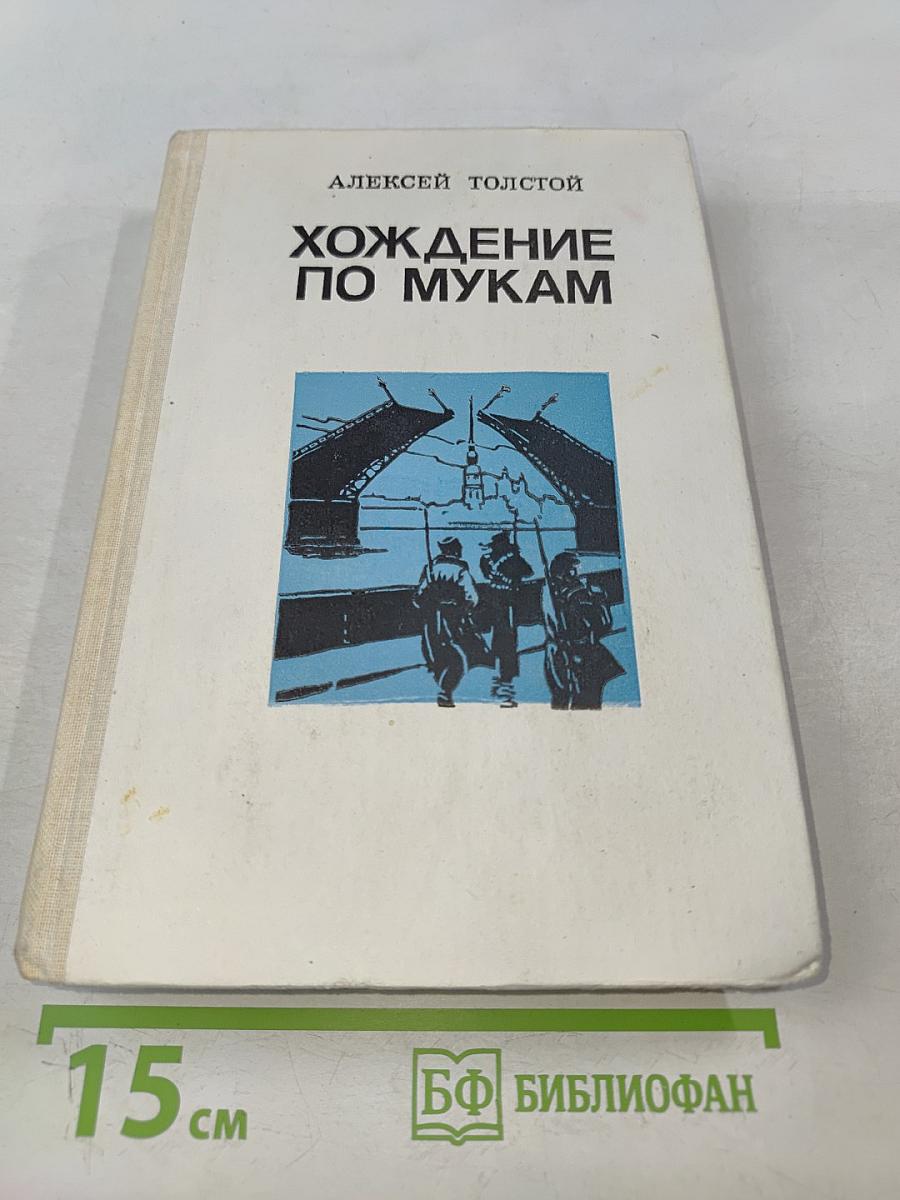 АЛЕКСЕЙ ТОЛСТОЙ
ХОЖДЕНИЕ
ПО МУКАМ
15 см
БФ БИБЛИОФАН